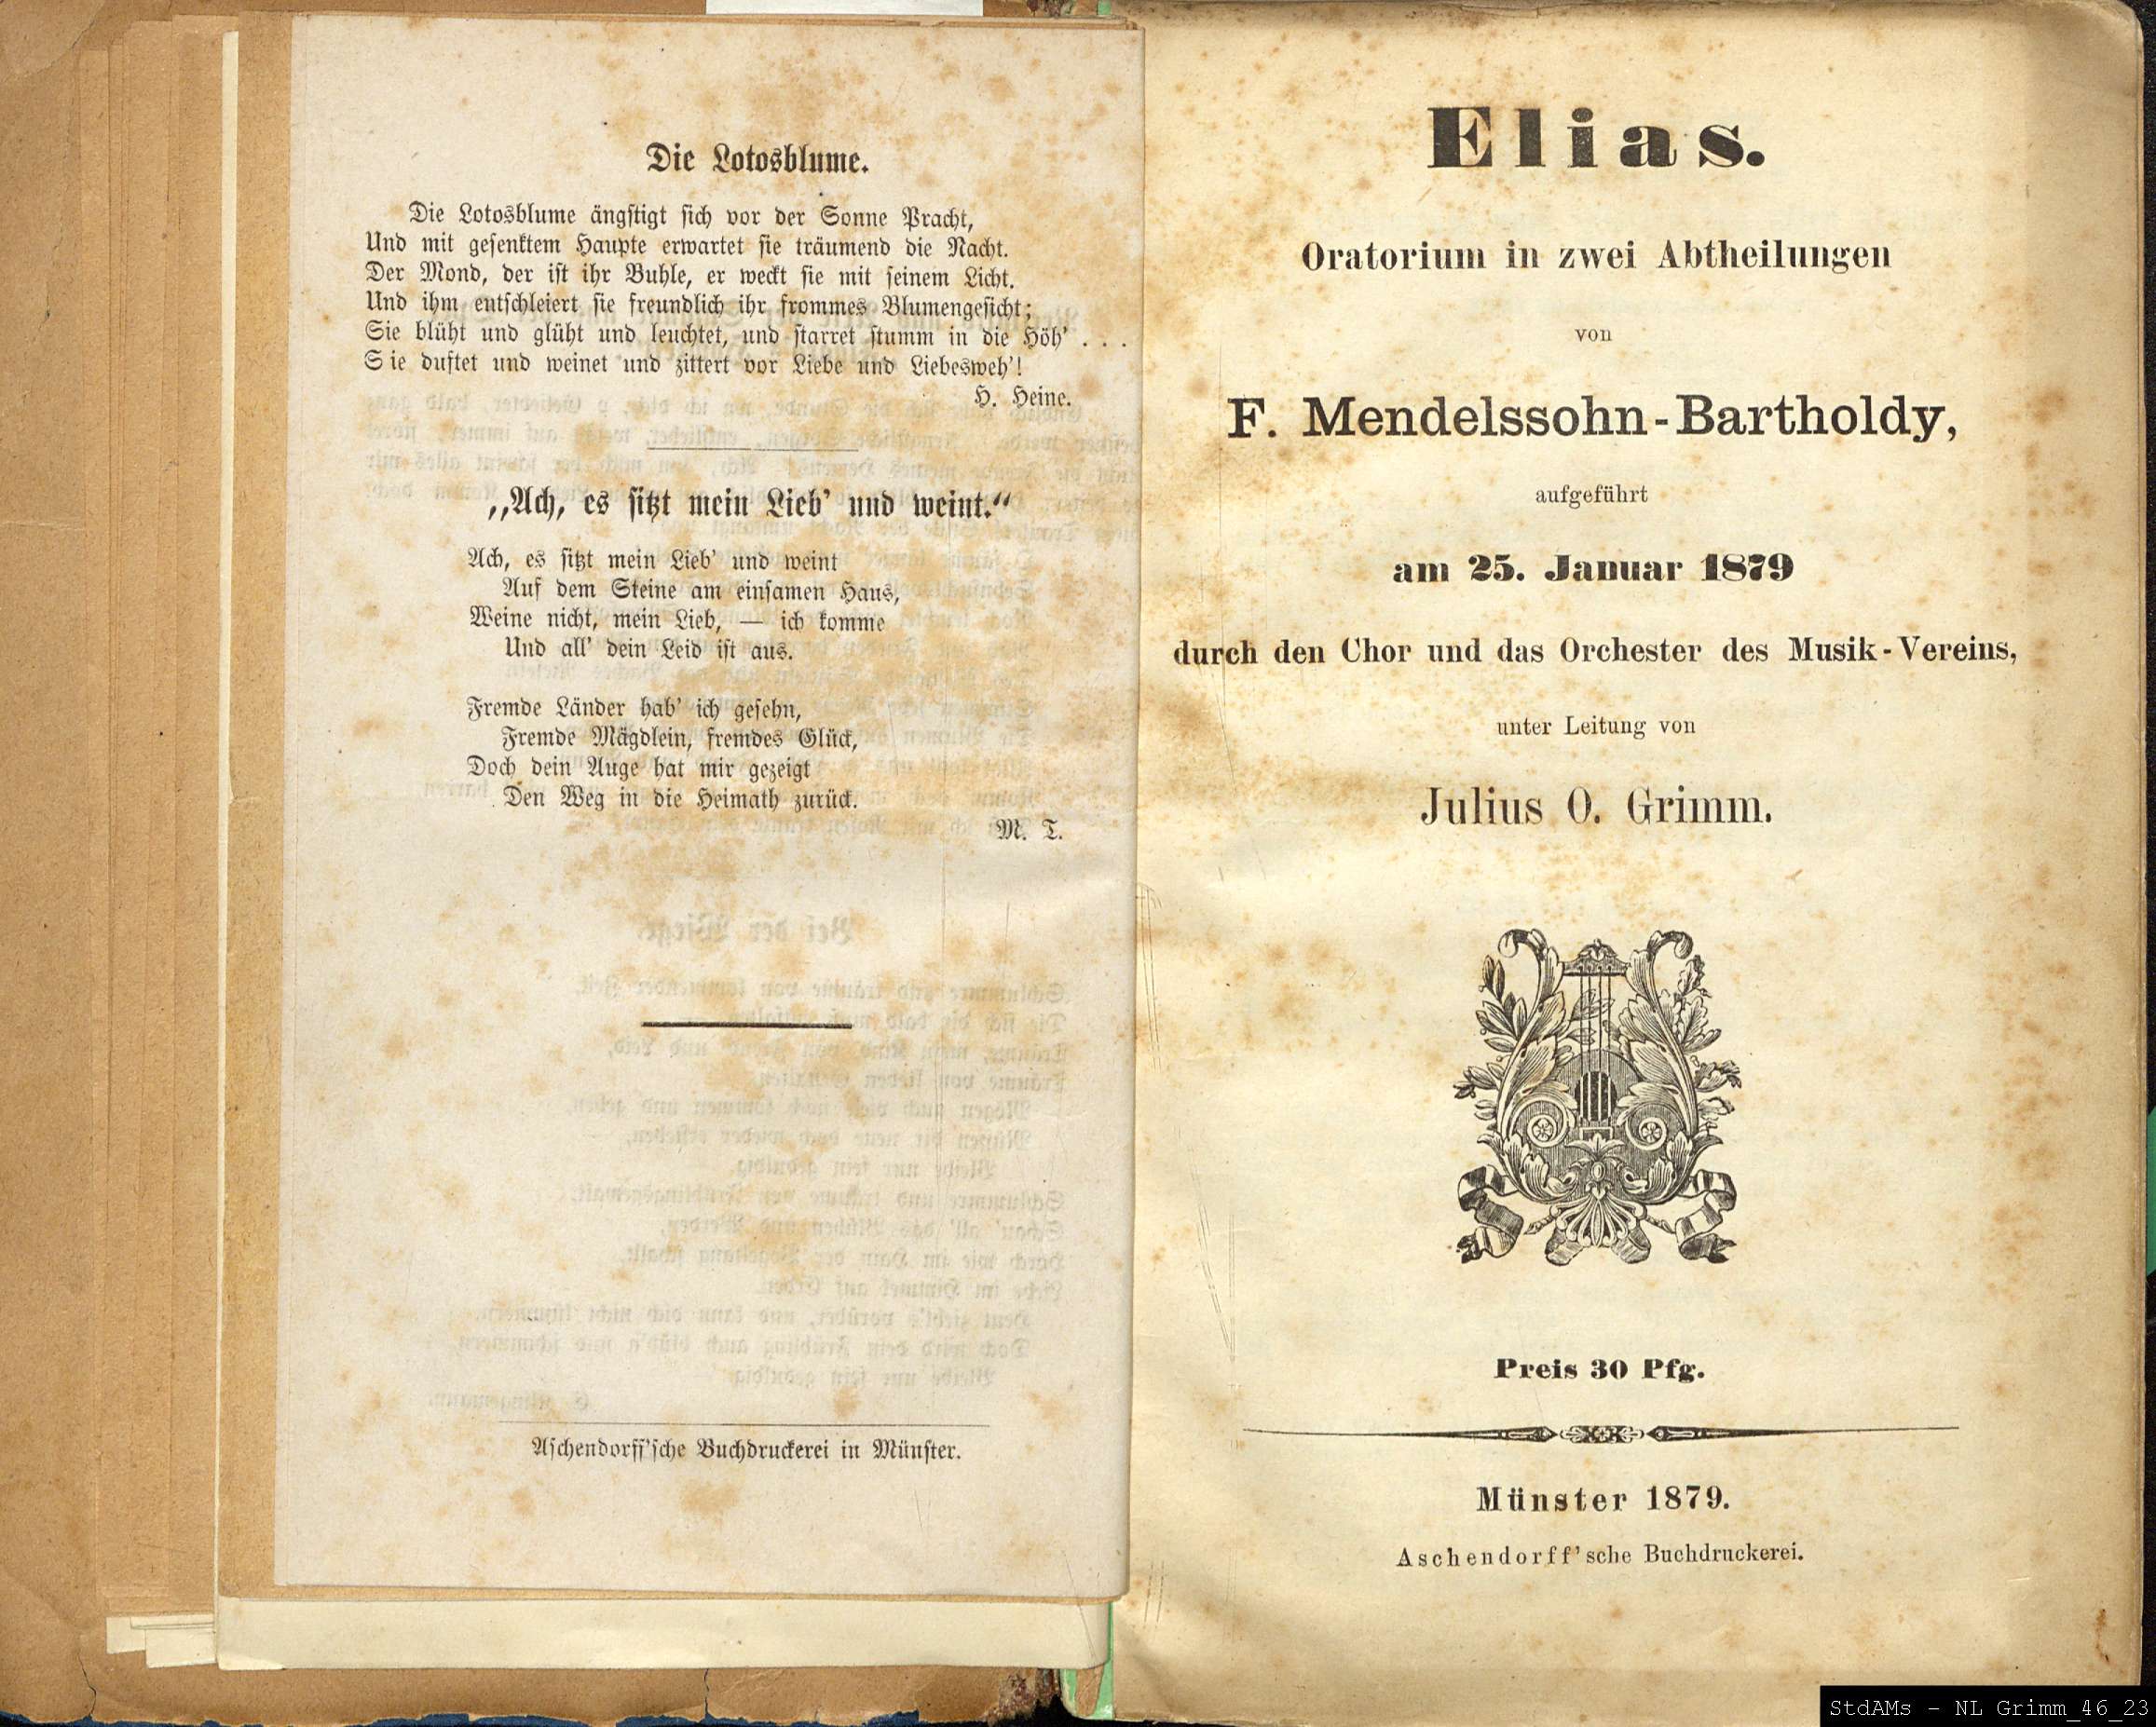 Die Lotosblume.
Die Lotosblume ängstigt sich vor der Sonne Pracht,
Und mit gesenktem Haupte erwartet sie träumend die Nacht.
Der Mond, der ist ihr Buhle, er weckt sie mit seinem Licht.
Und ihm entschleiert sie freundlich ihr frommes Blumengesicht;
Sie blüht und glüht und leuchtet, und starret stumm in die Höh' . . .
Sie duftet und weinet und zittert vor Liebe und Liebesweh'!
H. Heine.
„Ach, es sitzt mein Lieb' und weint.“
Ach, es sitzt mein Lieb' und weint
Auf dem Steine am einsamen Haus,
Weine nicht, mein Lieb, — ich komme
Und all' dein Leid ist aus.
Fremde Länder hab' ich gesehn,
Fremde Mägdlein, fremdes Glück,
Doch dein Auge hat mir gezeigt
Den Weg in die Heimath zurück.
M. T.
Aschendorff'sche Buchdruckerei in Münster.
Elias.
Oratorium in zwei Abtheilungen
von
F. Mendelssohn-Bartholdy,
aufgeführt
am 25. Januar 1879
durch den Chor und das Orchester des Musik-Vereins,
unter Leitung von
Julius O. Grimm.
Preis 30 Pfg.
Münster 1879.
Aschendorff'sche Buchdruckerei.
StdAMs - NL Grimm_46_23